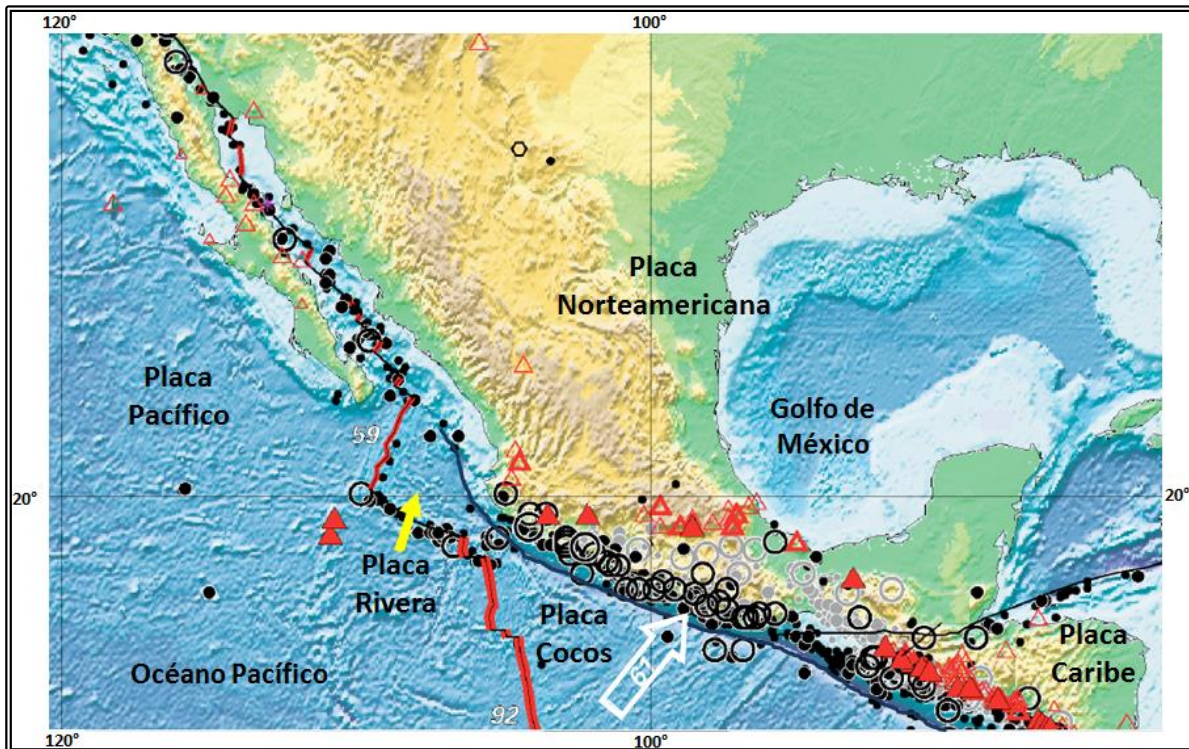 120°
100°
Placa
Norteamericana
Placa
Pacífico
Golfo de
México
59
20°
20°
Placa
Rivera
Placa
Cocos
Placa
Caribe
Océano Pacífico
67
92
120°
100°